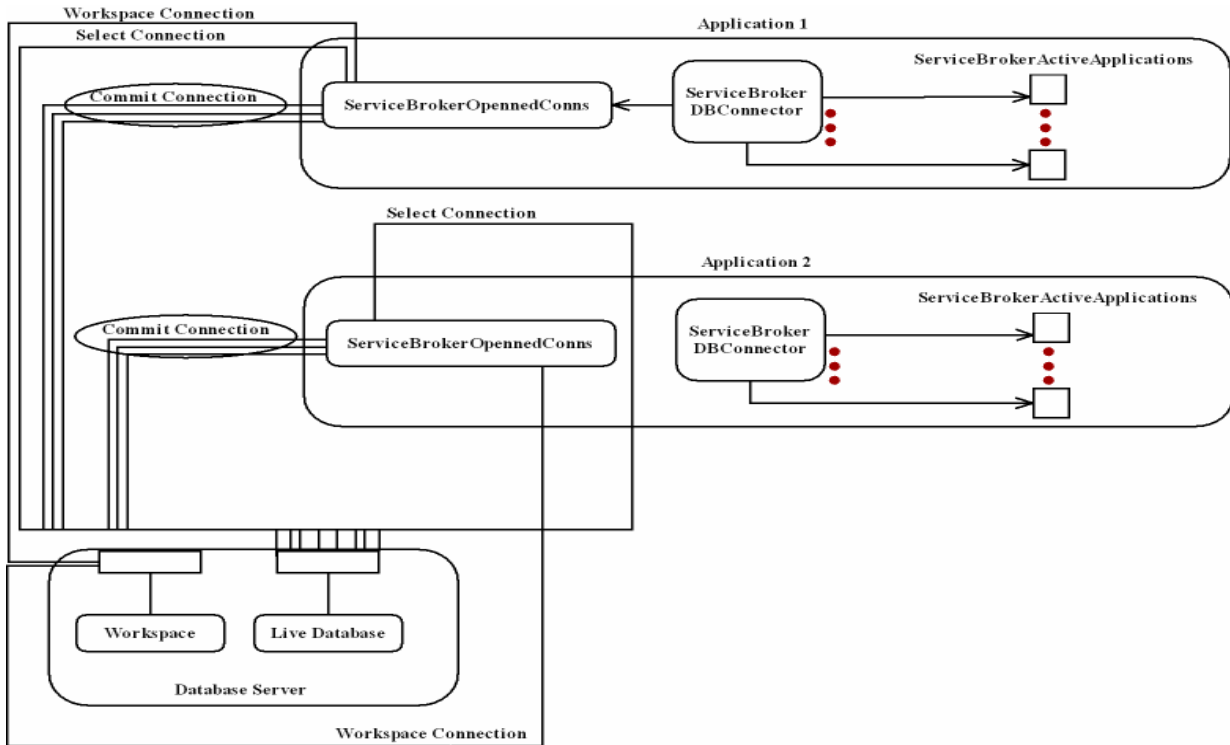 Workspace Connection
Application 1
Select Connection
ServiceBrokerActiveApplications
Commit Connection
ServiceBrokerOpennedConns
ServiceBroker
DBConnector
Select Connection
Application 2
ServiceBrokerActiveApplications
Commit Connection
ServiceBrokerOpennedConns
ServiceBroker
DBConnector
Workspace
Live Database
Database Server
Workspace Connection